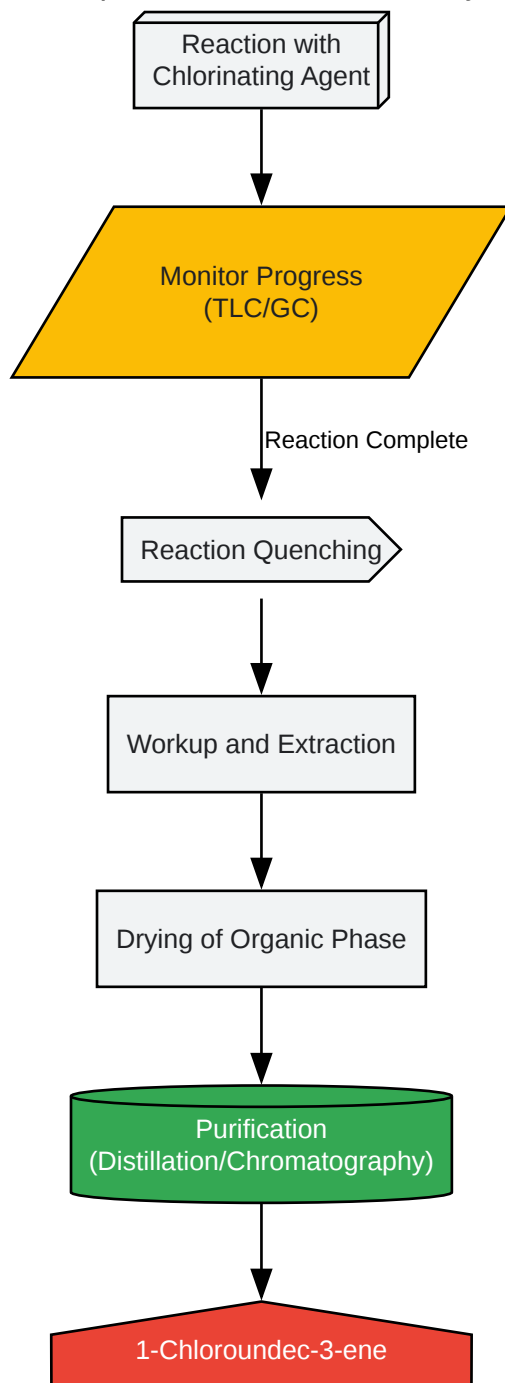 Reaction with
Chlorinating Agent
Monitor Progress
(TLC/GC)
Reaction Complete
Reaction Quenching
Workup and Extraction
Drying of Organic Phase
Purification
(Distillation/Chromatography)
1-Chloroundec-3-ene